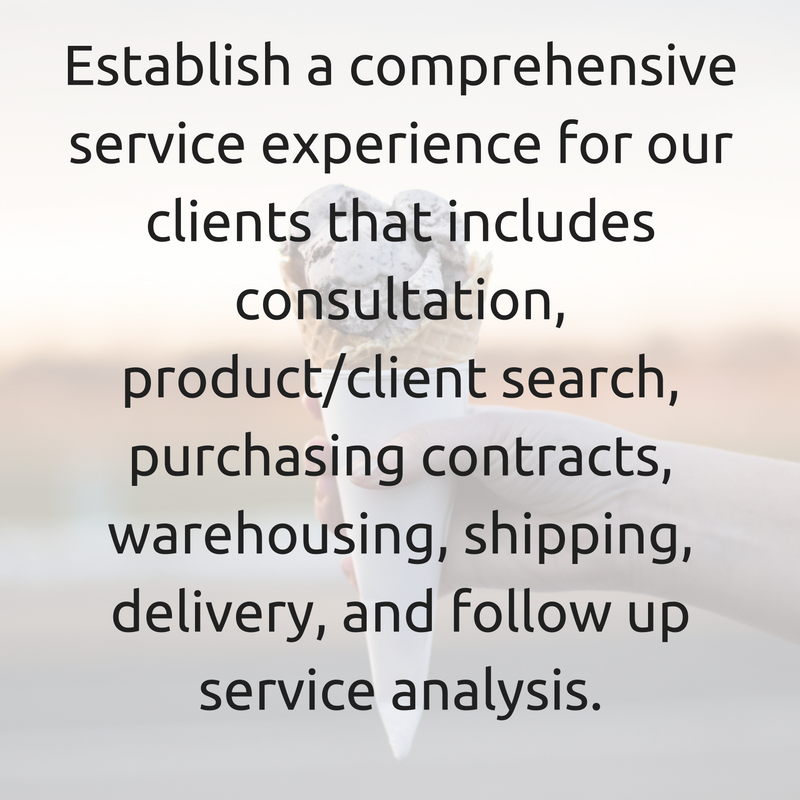 Establish a comprehensive
service experience for our
clients that includes
consultation,
product/client search,
purchasing contracts,
warehousing, shipping,
delivery, and follow up
service analysis.